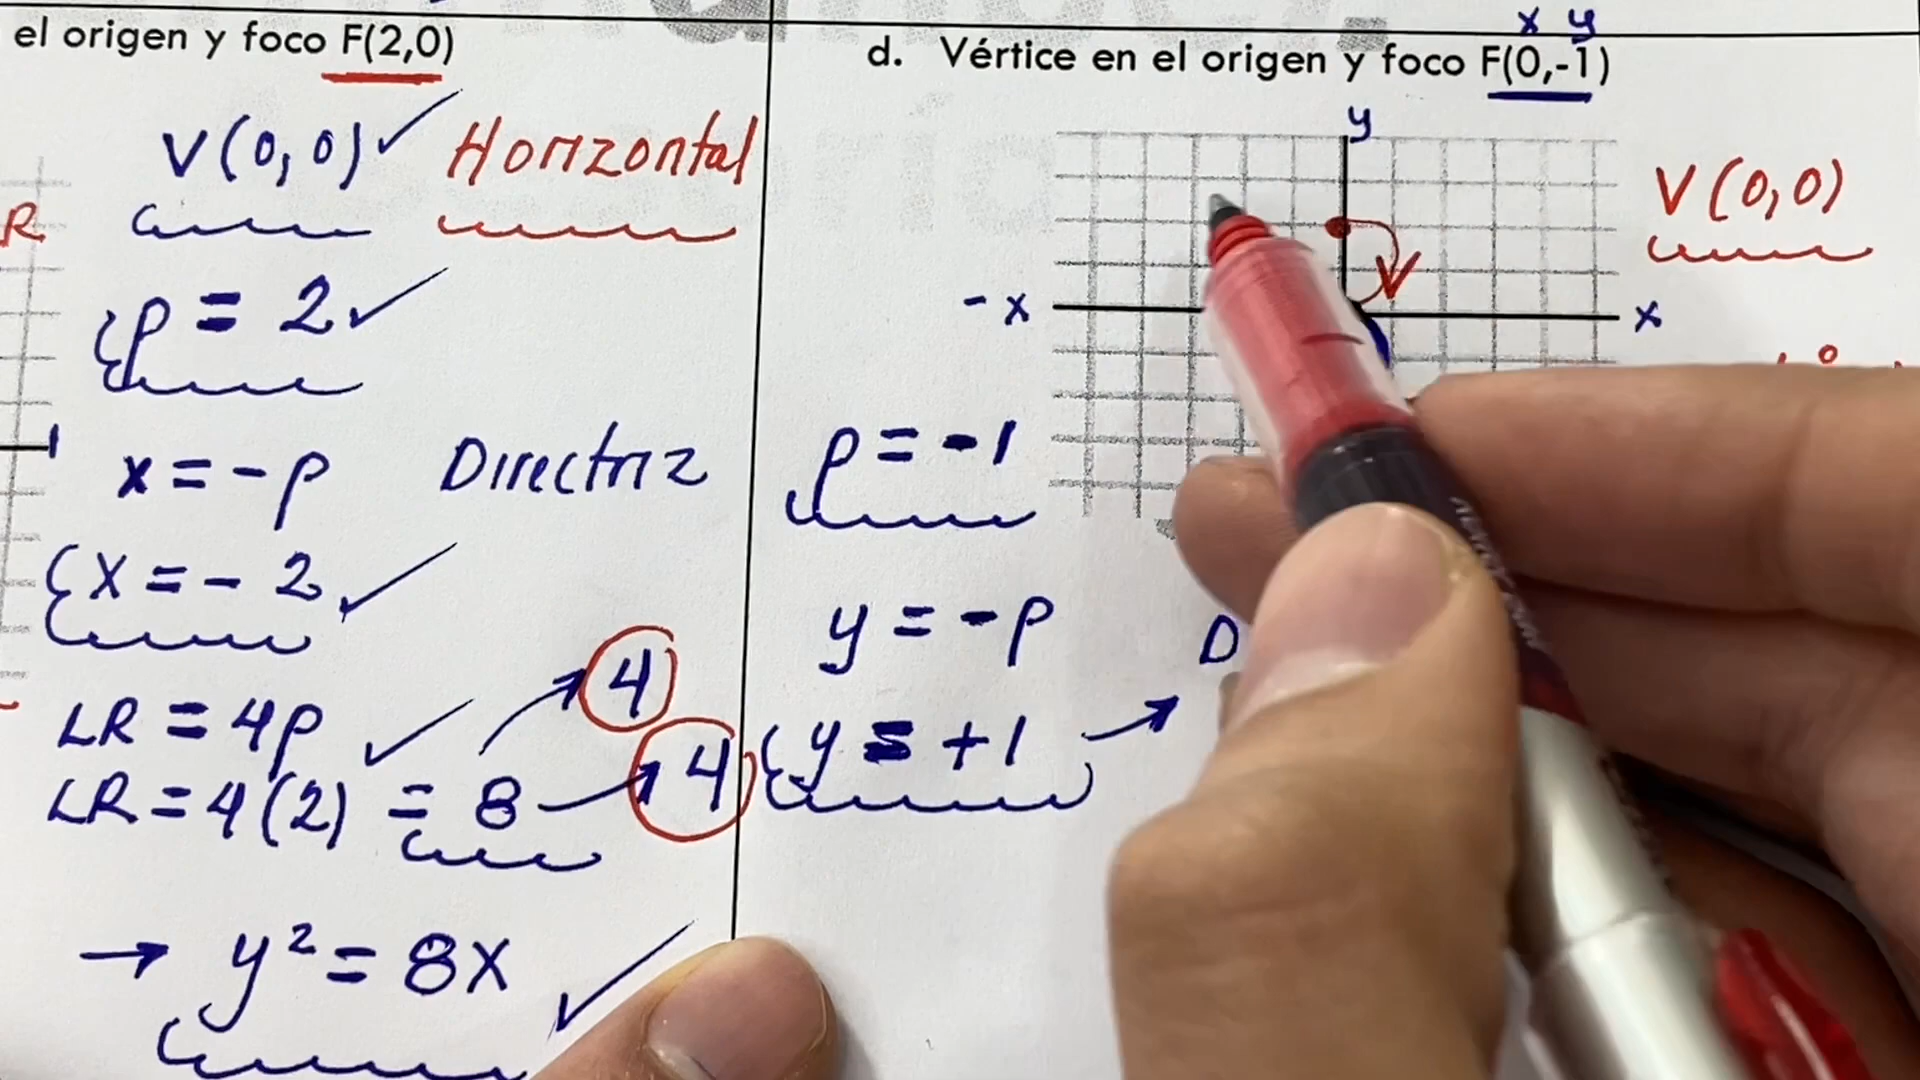 el origen y foco F(2,0)
V(0,0) Horizontal
R
p = 2
x = -p Directriz
x = - 2
LR = 4p
4
LR = 4(2) = 8
4
y² = 8x
x y
d. Vértice en el origen y foco F(0,-1)
y
V(0,0)
V
-x x
p = -1
y = -p D
y = +1